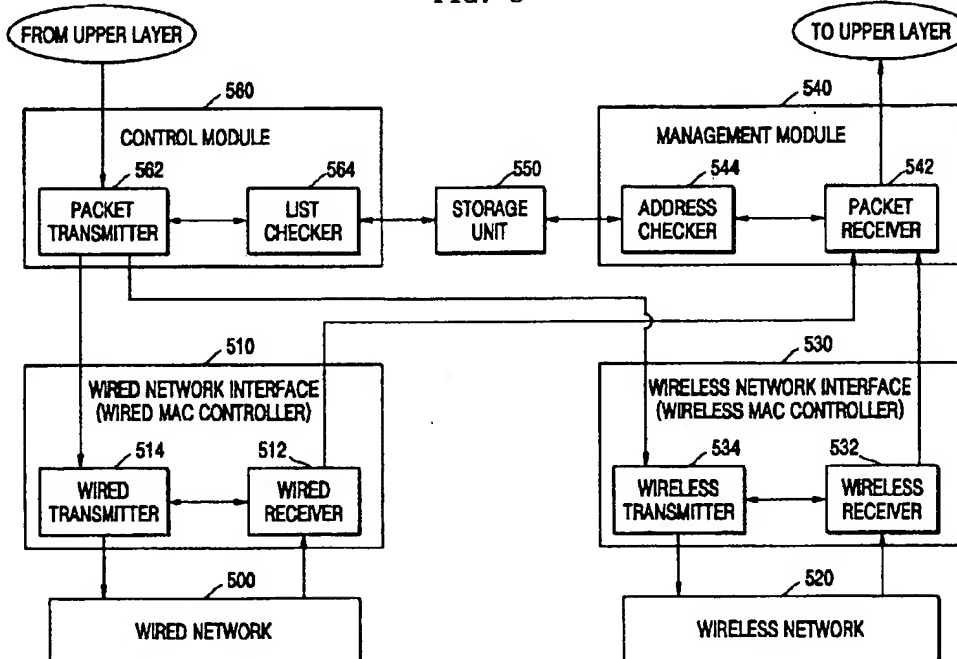 FROM UPPER LAYER
TO UPPER LAYER
560
CONTROL MODULE
562
PACKET
TRANSMITTER
564
LIST
CHECKER
550
STORAGE
UNIT
540
MANAGEMENT MODULE
544
ADDRESS
CHECKER
542
PACKET
RECEIVER
510
WIRED NETWORK INTERFACE
(WIRED MAC CONTROLLER)
514
WIRED
TRANSMITTER
512
WIRED
RECEIVER
530
WIRELESS NETWORK INTERFACE
(WIRELESS MAC CONTROLLER)
534
WIRELESS
TRANSMITTER
532
WIRELESS
RECEIVER
500
WIRED NETWORK
520
WIRELESS NETWORK